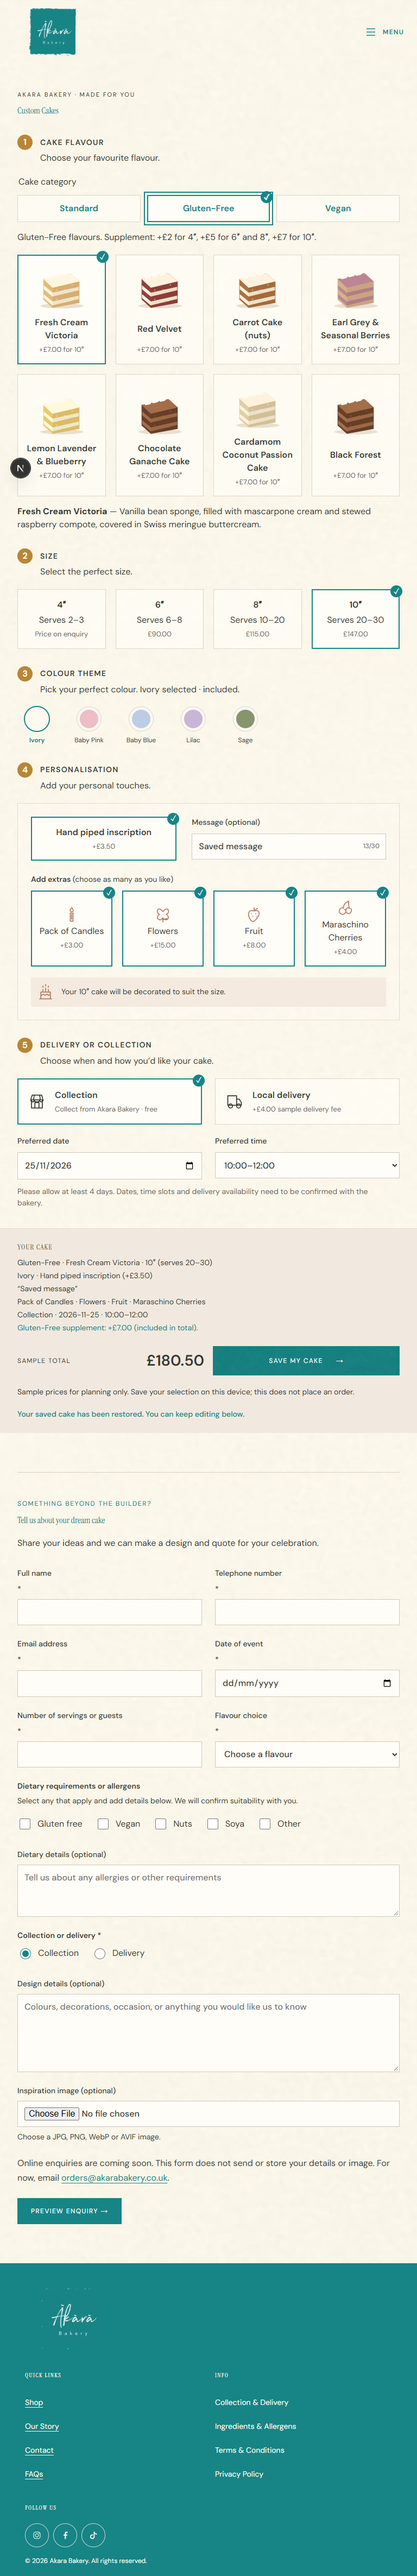 Àkara
Bakery
MENU
AKARA BAKERY · MADE FOR YOU
Custom Cakes
1 CAKE FLAVOUR
Choose your favourite flavour.
Cake category
Standard Gluten-Free Vegan
Gluten-Free flavours. Supplement: +£2 for 4″, +£5 for 6″ and 8″, +£7 for 10″.
Fresh Cream
Victoria
+£7.00 for 10″
Red Velvet
+£7.00 for 10″
Carrot Cake
(nuts)
+£7.00 for 10″
Earl Grey &
Seasonal Berries
+£7.00 for 10″
Lemon Lavender
& Blueberry
+£7.00 for 10″
Chocolate
Ganache Cake
+£7.00 for 10″
Cardamom
Coconut Passion
Cake
+£7.00 for 10″
Black Forest
+£7.00 for 10″
N
Fresh Cream Victoria — Vanilla bean sponge, filled with mascarpone cream and stewed
raspberry compote, covered in Swiss meringue buttercream.
2 SIZE
Select the perfect size.
4″
Serves 2–3
Price on enquiry
6″
Serves 6–8
£90.00
8″
Serves 10–20
£115.00
10″
Serves 20–30
£147.00
3 COLOUR THEME
Pick your perfect colour. Ivory selected · included.
Ivory Baby Pink Baby Blue Lilac Sage
4 PERSONALISATION
Add your personal touches.
Hand piped inscription
+£3.50
Message (optional)
Saved message 13/30
Add extras (choose as many as you like)
Pack of Candles
+£3.00
Flowers
+£15.00
Fruit
+£8.00
Maraschino
Cherries
+£4.00
Your 10″ cake will be decorated to suit the size.
5 DELIVERY OR COLLECTION
Choose when and how you'd like your cake.
Collection
Collect from Akara Bakery · free
Local delivery
+£4.00 sample delivery fee
Preferred date
25/11/2026
Preferred time
10:00–12:00
Please allow at least 4 days. Dates, time slots and delivery availability need to be confirmed with the
bakery.
YOUR CAKE
Gluten-Free · Fresh Cream Victoria · 10″ (serves 20–30)
Ivory · Hand piped inscription (+£3.50)
“Saved message”
Pack of Candles · Flowers · Fruit · Maraschino Cherries
Collection · 2026-11-25 · 10:00–12:00
Gluten-Free supplement: +£7.00 (included in total).
SAMPLE TOTAL £180.50 SAVE MY CAKE →
Sample prices for planning only. Save your selection on this device; this does not place an order.
Your saved cake has been restored. You can keep editing below.
SOMETHING BEYOND THE BUILDER?
Tell us about your dream cake
Share your ideas and we can make a design and quote for your celebration.
Full name
*
Telephone number
*
Email address
*
Date of event
*
dd/mm/yyyy
Number of servings or guests
*
Flavour choice
*
Choose a flavour
Dietary requirements or allergens
Select any that apply and add details below. We will confirm suitability with you.
Gluten free Vegan Nuts Soya Other
Dietary details (optional)
Tell us about any allergies or other requirements
Collection or delivery *
Collection Delivery
Design details (optional)
Colours, decorations, occasion, or anything you would like us to know
Inspiration image (optional)
Choose File No file chosen
Choose a JPG, PNG, WebP or AVIF image.
Online enquiries are coming soon. This form does not send or store your details or image. For
now, email orders@akarabakery.co.uk.
PREVIEW ENQUIRY →
Àkara
Bakery
QUICK LINKS
Shop
Our Story
Contact
FAQs
INFO
Collection & Delivery
Ingredients & Allergens
Terms & Conditions
Privacy Policy
FOLLOW US
© 2026 Akara Bakery. All rights reserved.